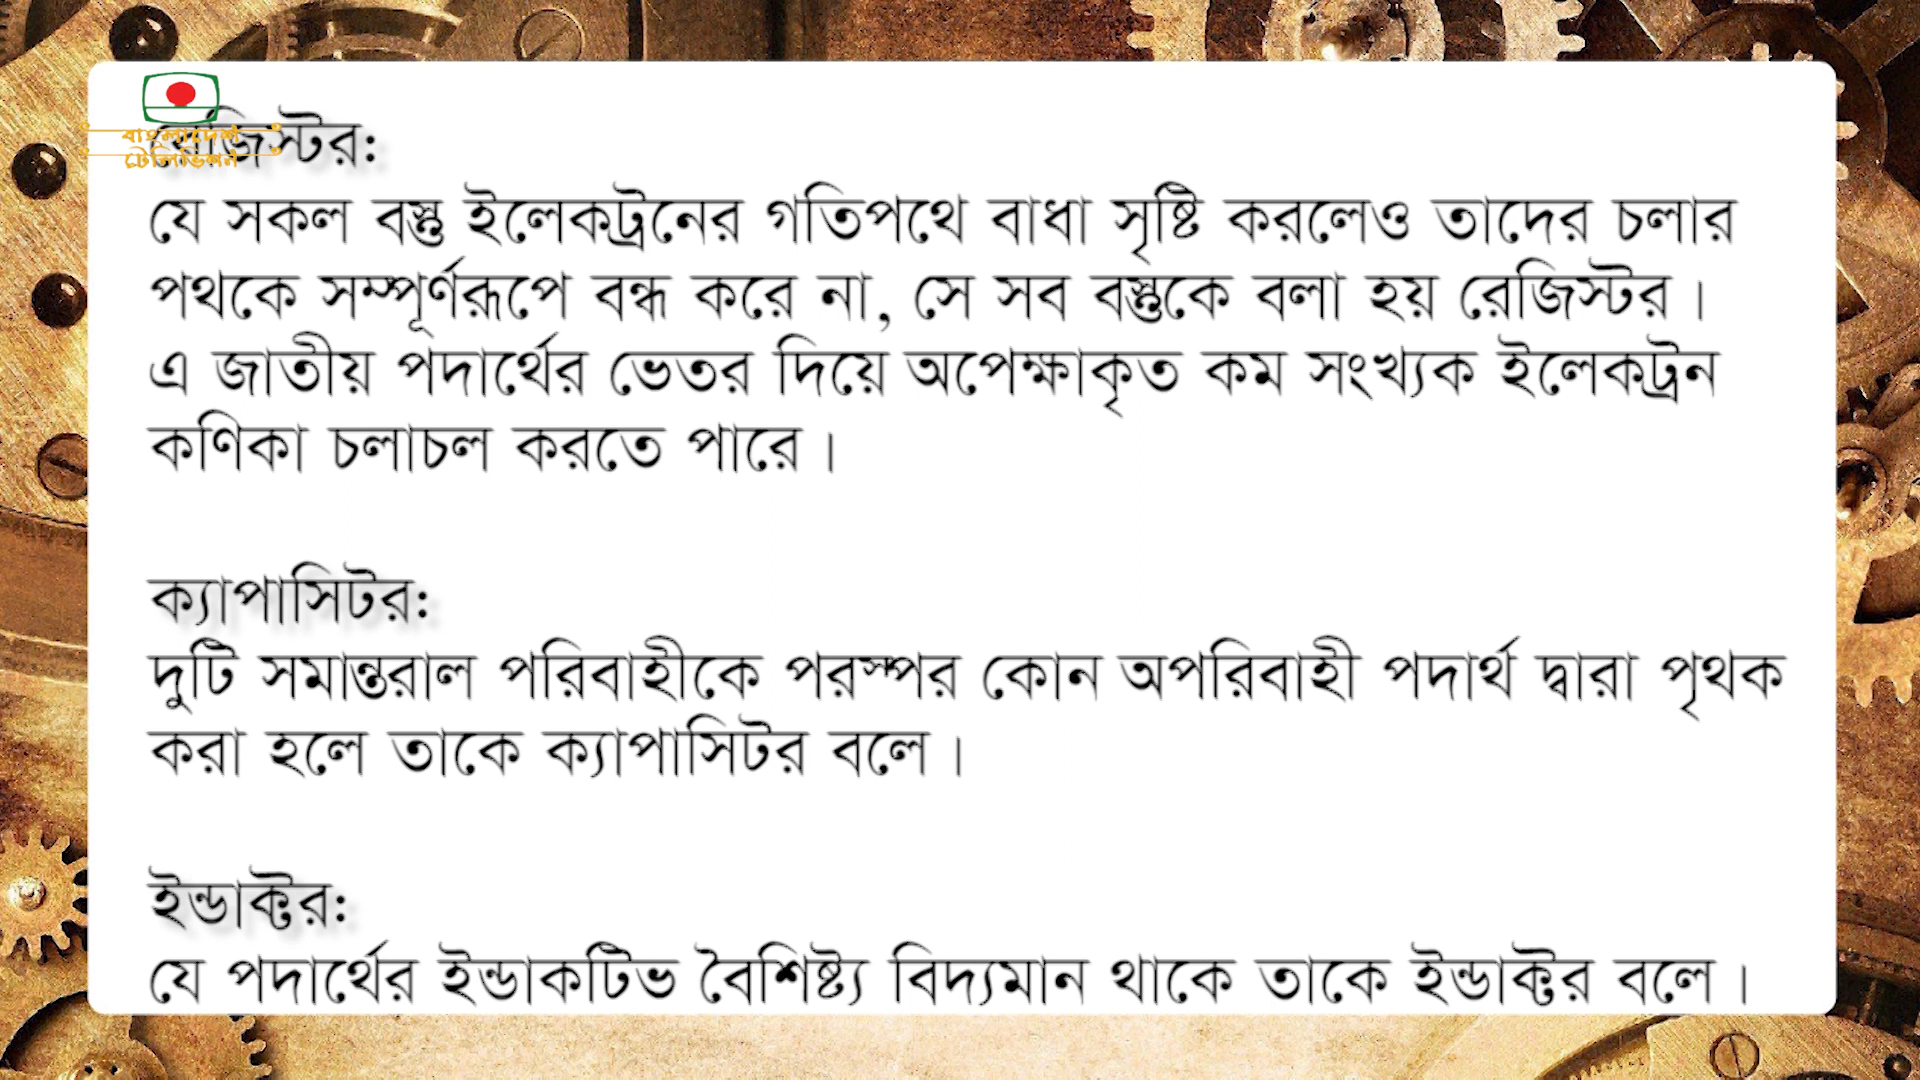 বাংলাদেশ
টেলিভিশন
রেজিস্টর:
যে সকল বস্তু ইলেকট্রনের গতিপথে বাধা সৃষ্টি করলেও তাদের চলার
পথকে সম্পূর্ণরূপে বন্ধ করে না, সে সব বস্তুকে বলা হয় রেজিস্টর।
এ জাতীয় পদার্থের ভেতর দিয়ে অপেক্ষাকৃত কম সংখ্যক ইলেকট্রন
কণিকা চলাচল করতে পারে।
ক্যাপাসিটর:
দুটি সমান্তরাল পরিবাহীকে পরস্পর কোন অপরিবাহী পদার্থ দ্বারা পৃথক
করা হলে তাকে ক্যাপাসিটর বলে।
ইন্ডাক্টর:
যে পদার্থের ইন্ডাকটিভ বৈশিষ্ট্য বিদ্যমান থাকে তাকে ইন্ডাক্টর বলে।